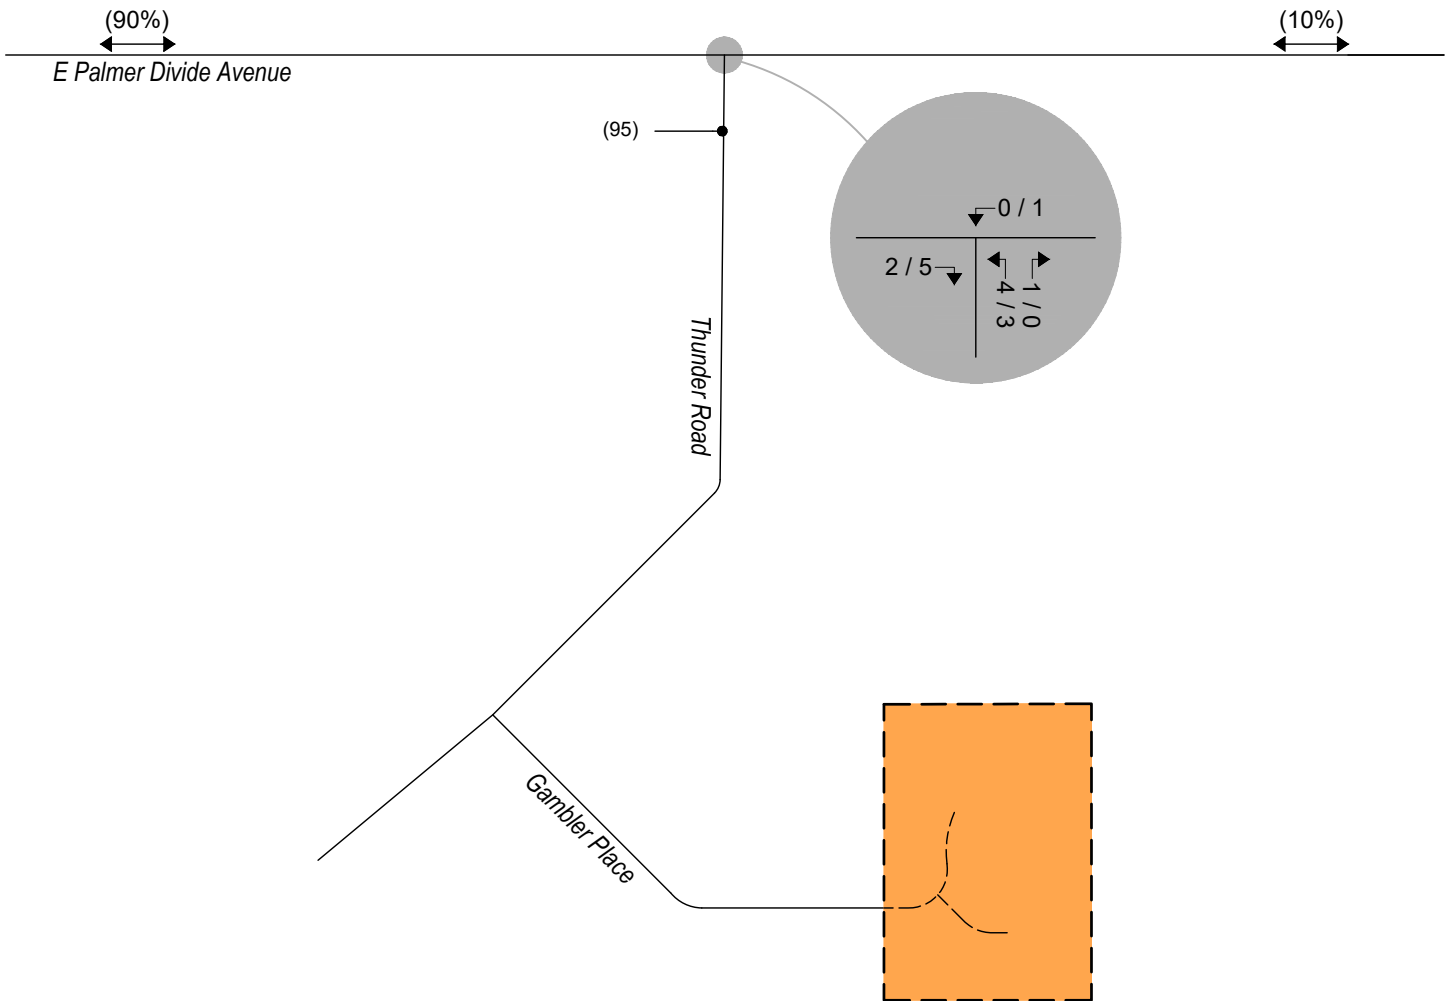 (90%)
(10%)
E Palmer Divide Avenue
(95)
0 / 1
2 / 5
4 / 3
1 / 0
Thunder Road
Gambler Place